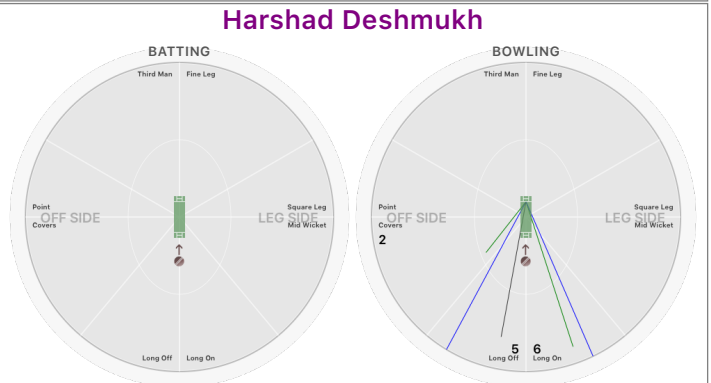 Harshad Deshmukh
BATTING
Third Man Fine Leg
Point
OFF SIDE
Covers
Square Leg
LEG SIDE
Mid Wicket
Long Off Long On
BOWLING
Third Man Fine Leg
Point
OFF SIDE
Covers
2
Square Leg
LEG SIDE
Mid Wicket
5 6
Long Off Long On